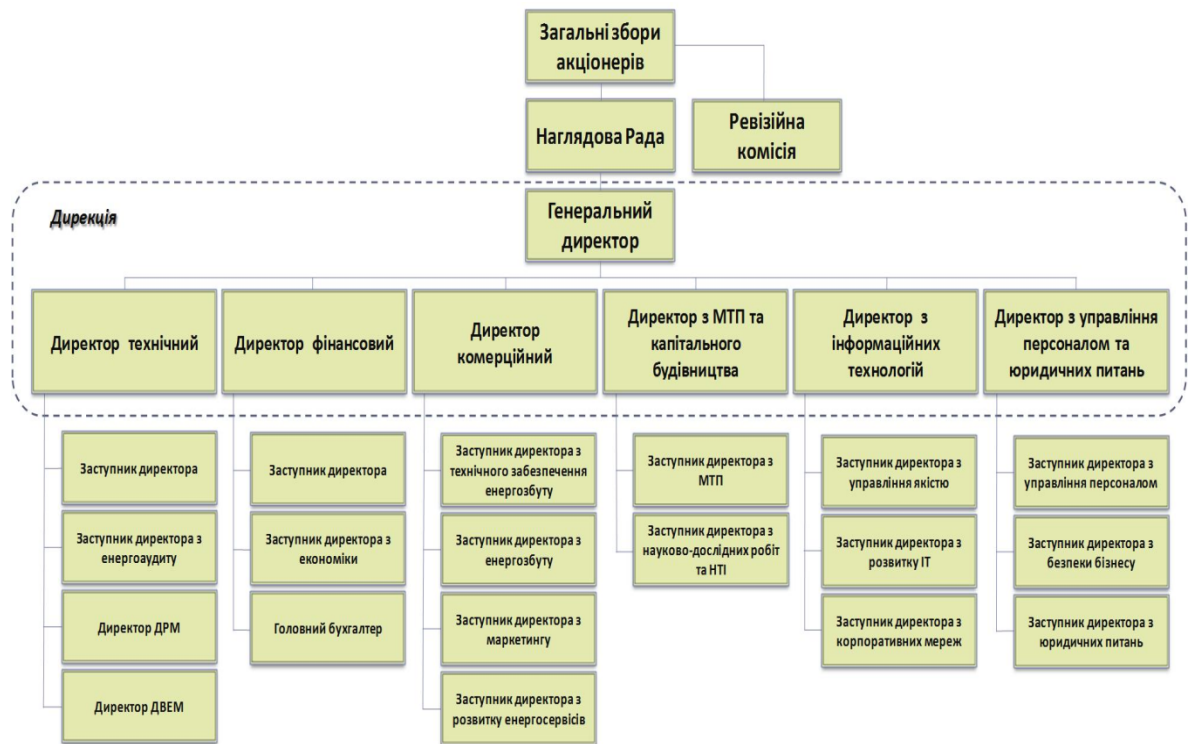 Загальні збори
акціонерів
Наглядова Рада
Ревізійна
комісія
Дирекція
Генеральний
директор
Директор технічний
Директор фінансовий
Директор
комерційний
Директор з МТП та
капітального
будівництва
Директор з
інформаційних
технологій
Директор з управління
персоналом та
юридичних питань
Заступник директора
Заступник директора з
енергоаудиту
Директор ДРМ
Директор ДВЕМ
Заступник директора
Заступник директора з
економіки
Головний бухгалтер
Заступник директора з
технічного забезпечення
енергозбуту
Заступник директора з
енергозбуту
Заступник директора з
маркетингу
Заступник директора з
розвитку енергосервісів
Заступник директора з
МТП
Заступник директора з
науково-дослідних робіт
та НТІ
Заступник директора з
управління якістю
Заступник директора з
розвитку ІТ
Заступник директора з
корпоративних мереж
Заступник директора з
управління персоналом
Заступник директора з
безпеки бізнесу
Заступник директора з
юридичних питань